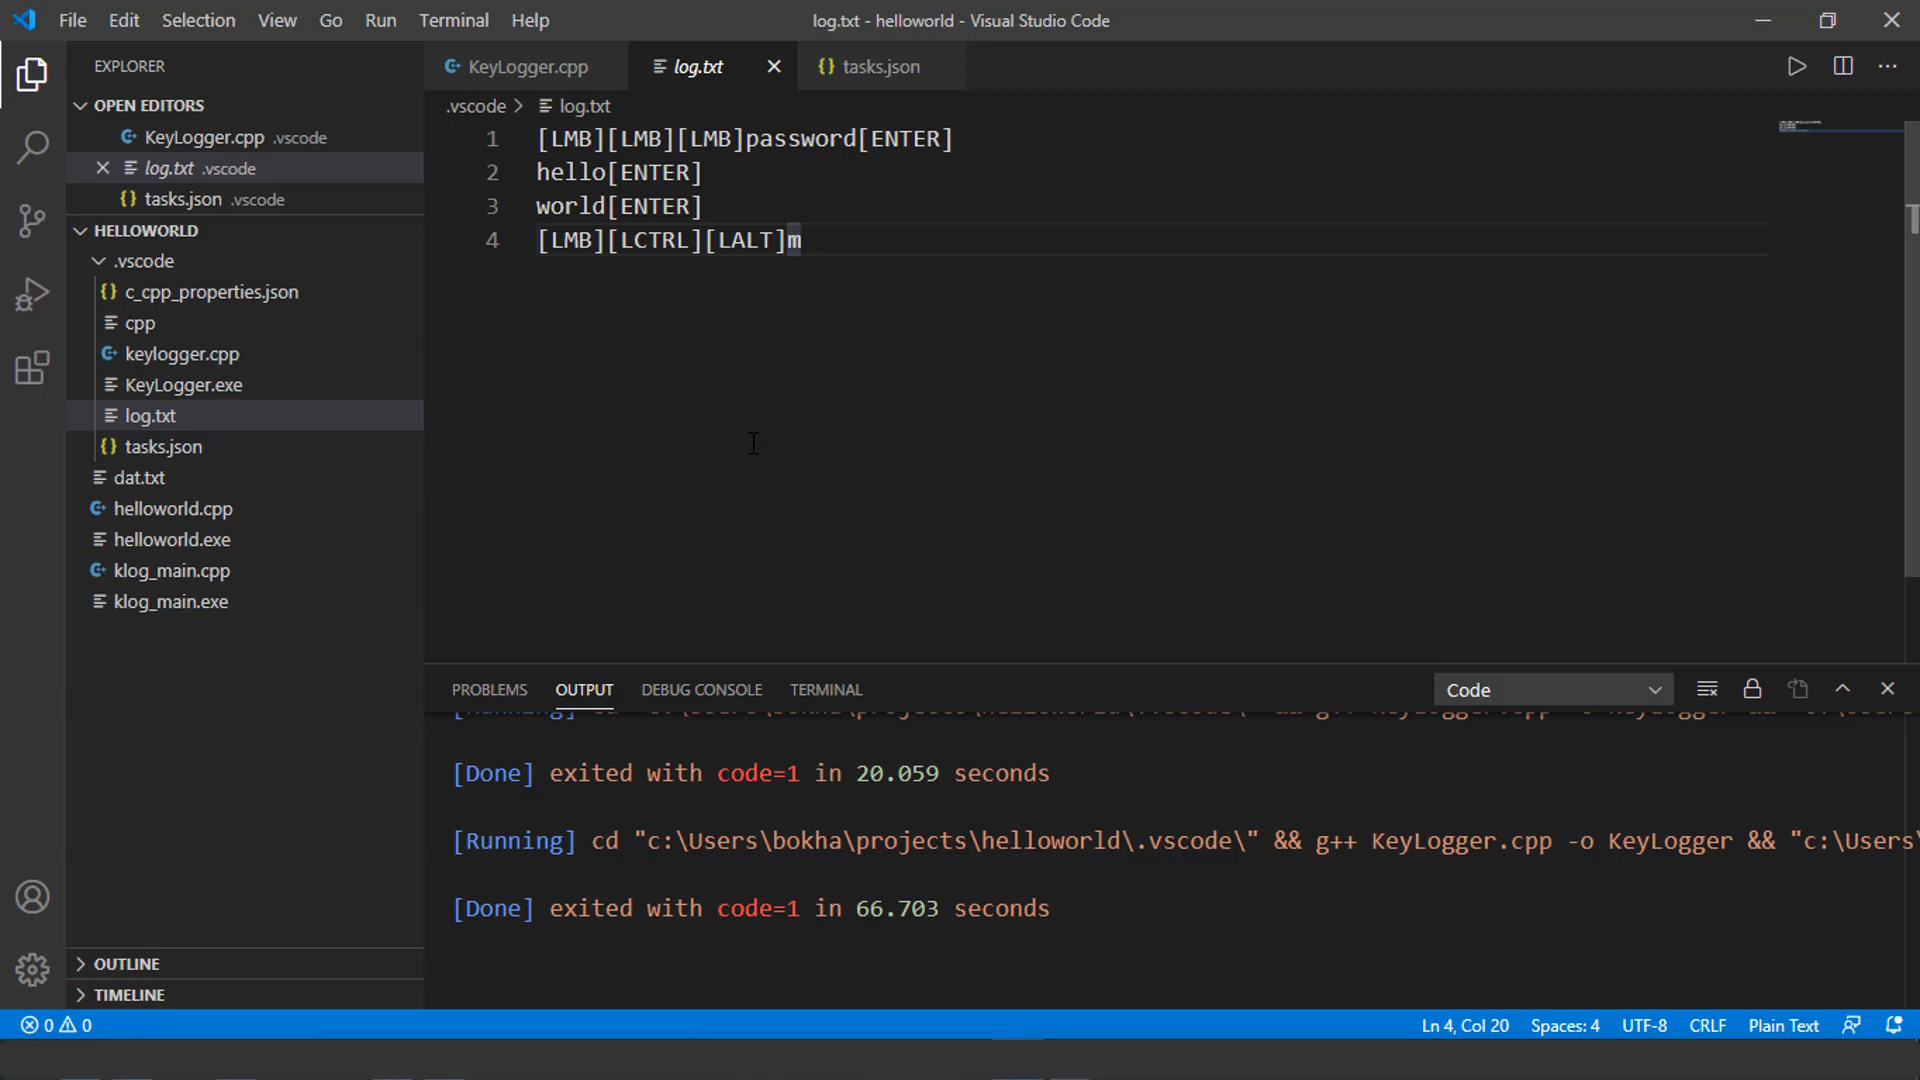 File Edit Selection View Go Run Terminal Help
log.txt - helloworld - Visual Studio Code
EXPLORER
OPEN EDITORS
KeyLogger.cpp .vscode
log.txt .vscode
tasks.json .vscode
HELLOWORLD
.vscode
c_cpp_properties.json
cpp
keylogger.cpp
KeyLogger.exe
log.txt
tasks.json
dat.txt
helloworld.cpp
helloworld.exe
klog_main.cpp
klog_main.exe
OUTLINE
TIMELINE
KeyLogger.cpp log.txt tasks.json
.vscode > log.txt
1 [LMB][LMB][LMB]password[ENTER]
2 hello[ENTER]
3 world[ENTER]
4 [LMB][LCTRL][LALT]m
PROBLEMS OUTPUT DEBUG CONSOLE TERMINAL Code
[Done] exited with code=1 in 20.059 seconds
[Running] cd "c:\Users\bokha\projects\helloworld\.vscode\" && g++ KeyLogger.cpp -o KeyLogger && "c:\Users\
[Done] exited with code=1 in 66.703 seconds
0 0 Ln 4, Col 20 Spaces: 4 UTF-8 CRLF Plain Text